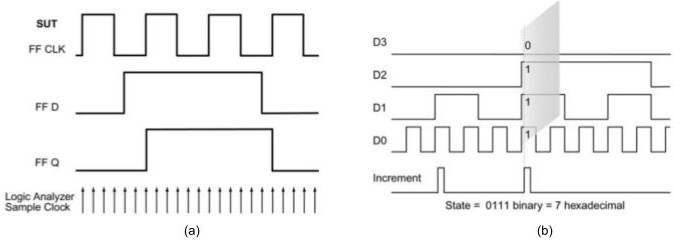 SUT
FF CLK
FF D
FF Q
Logic Analyzer
Sample Clock
(a)
D3
0
D2
1
D1
1
D0
1
Increment
State = 0111 binary = 7 hexadecimal
(b)